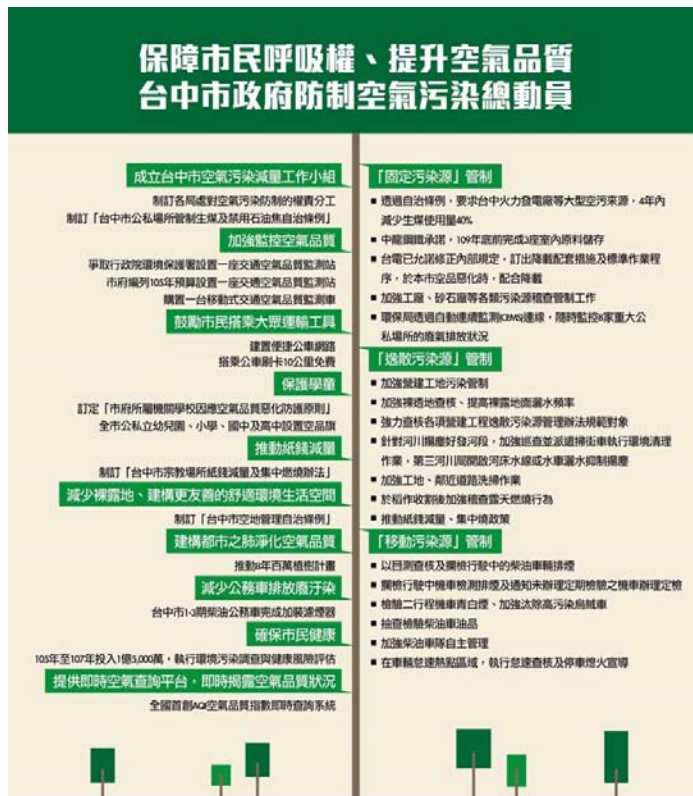 保障市民呼吸權、提升空氣品質
台中市政府防制空氣污染總動員
成立台中市空氣污染減量工作小組
制訂各局處對空氣污染防制的權責分工
制訂「台中市公私場所管制生煤及禁用石油焦自治條例」
加強監控空氣品質
爭取行政院環境保護署設置一座交通空氣品質監測站
市府編列105年預算設置一座交通空氣品質監測站
購置一台移動式交通空品監測車
鼓勵市民搭乘大眾運輸工具
建置便捷公車網路
搭乘公車刷卡10公里免費
保護學童
訂定「市府所屬機關學校因應空氣品質惡化防護原則」
全市公私立幼兒園、小學、國中及高中設置空品旗
推動紙錢減量
制訂「台中市宗教場所紙錢減量及集中燃燒辦法」
減少裸露地、建構更友善的舒適環境生活空間
制訂「台中市空地管理自治條例」
建構都市之肺淨化空氣品質
推動8年百萬植樹計畫
減少公務車排放廢汙染
台中市1-3期柴油公務車完成加裝濾煙器
確保市民健康
105年至107年投入1億5,000萬，執行環境污染調查與健康風險評估
提供即時空氣查詢平台，即時揭露空氣品質狀況
全國首創AQI空氣品質指數即時查詢系統
「固定污染源」管制
■ 透過自治條例，要求台中火力發電廠等大型空污來源，4年內
減少生煤使用量40%
■ 中龍鋼鐵承諾，109年底前完成3座室內原料儲存
■ 台電已允諾修正內部規定，訂出降載配套措施及標準作業程
序，於本市空品惡化時，配合降載
■ 加強工廠、砂石廠等各類污染源稽查管制工作
■ 環保局透過自動連續監測(CEMS)連線，隨時監控8家重大公
私場所的廢氣排放狀況
「逸散污染源」管制
■ 加強營建工地污染管制
■ 加強裸塊地查核、提高裸露地面灑水頻率
■ 強力查核各項營建工程逸散污染源管理辦法規範對象
■ 針對河川揚塵好發河段，加強巡查並派遣掃街車執行環境清理
作業，第三河川局開啟河床水線或水車灑水抑制揚塵
■ 加強工地、鄰近道路洗掃作業
■ 於稻作收割後加強稽查露天燃燒行為
■ 推動紙錢減量、集中燒政策
「移動污染源」管制
■ 以目測查核及攔檢行駛中的柴油車輛排煙
■ 攔檢行駛中機車檢測排煙及通知未辦理定期檢驗之機車辦理定檢
■ 檢驗二行程機車青白煙、加強汰除高污染烏賊車
■ 抽查檢驗柴油車油品
■ 加強柴油車隊自主管理
■ 在車輛怠速熱點區域，執行怠速查核及停車熄火宣導